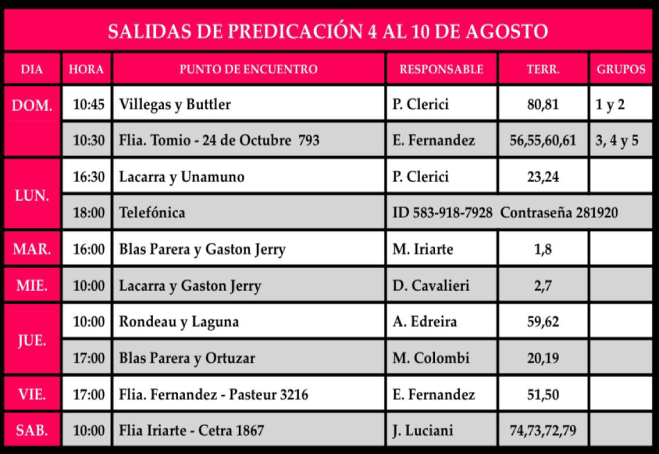 SALIDAS DE PREDICACIÓN 4 AL 10 DE AGOSTO
DIA HORA PUNTO DE ENCUENTRO RESPONSABLE TERR. GRUPOS
DOM. 10:45 Villegas y Buttler P. Clerici 80,81 1 y 2
10:30 Flia. Tomio - 24 de Octubre 793 E. Fernandez 56,55,60,61 3, 4 y 5
LUN. 16:30 Lacarra y Unamuno P. Clerici 23,24
18:00 Telefónica ID 583-918-7928 Contraseña 281920
MAR. 16:00 Blas Parera y Gaston Jerry M. Iriarte 1,8
MIE. 10:00 Lacarra y Gaston Jerry D. Cavalieri 2,7
JUE. 10:00 Rondeau y Laguna A. Edreira 59,62
17:00 Blas Parera y Ortuzar M. Colombi 20,19
VIE. 17:00 Flia. Fernandez - Pasteur 3216 E. Fernandez 51,50
SAB. 10:00 Flia Iriarte - Cetra 1867 J. Luciani 74,73,72,79